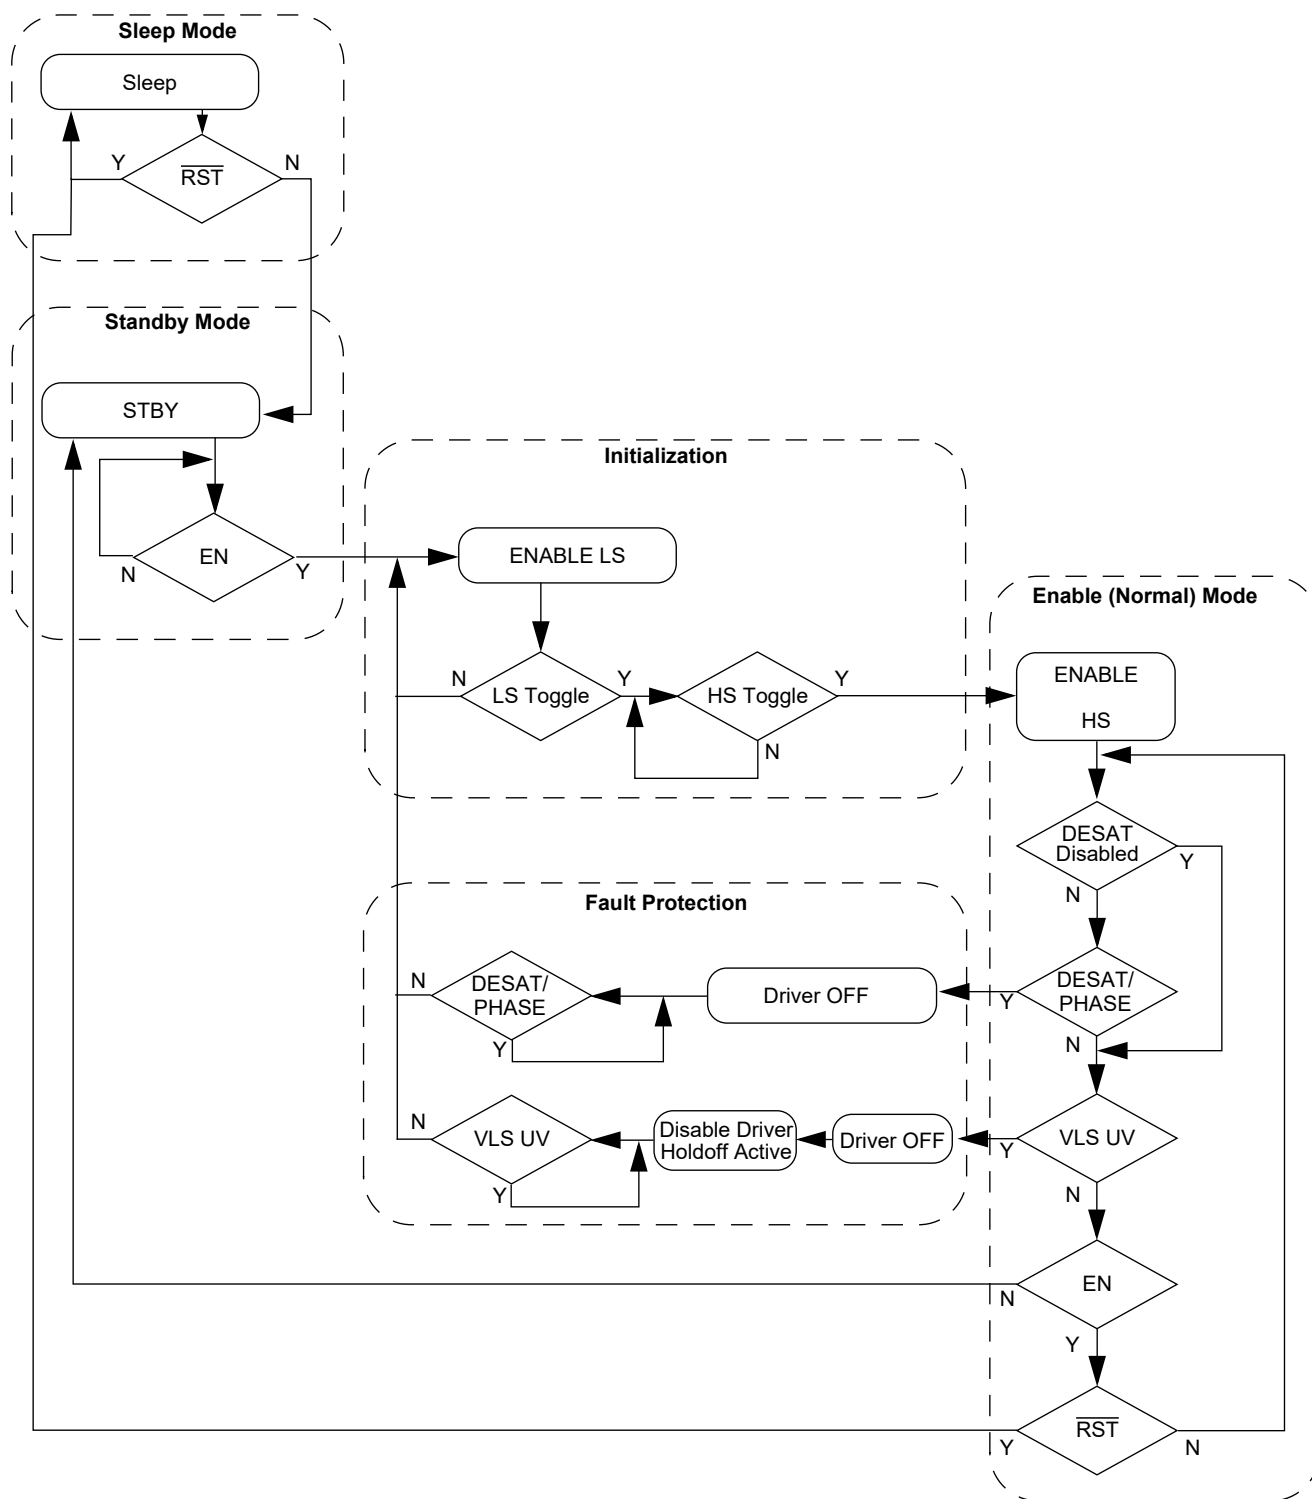 Sleep Mode
Sleep
Y
RST
N
Standby Mode
STBY
EN
N
Y
Initialization
ENABLE LS
N
LS Toggle
Y
HS Toggle
Y
N
Enable (Normal) Mode
ENABLE
HS
DESAT
Disabled
Y
N
DESAT/
PHASE
Y
N
VLS UV
Y
N
EN
N
Y
RST
Y
N
Fault Protection
N
DESAT/
PHASE
Y
Driver OFF
N
VLS UV
Y
Disable Driver
Holdoff Active
Driver OFF